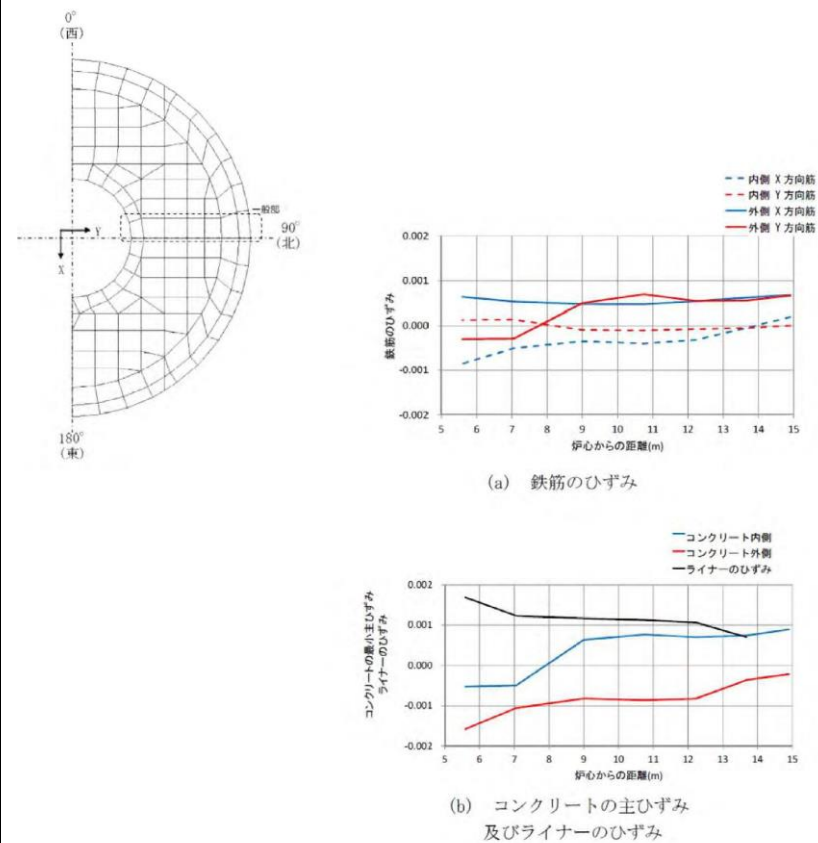 0°
(西)
一般部
90°
(北)
Y
X
180°
(東)
内側 X 方向筋
内側 Y 方向筋
外側 X 方向筋
外側 Y 方向筋
鉄筋のひずみ
0.002
0.001
0.000
-0.001
-0.002
5 6 7 8 9 10 11 12 13 14 15
炉心からの距離(m)
(a) 鉄筋のひずみ
コンクリート内側
コンクリート外側
ライナーのひずみ
コンクリートの最小主ひずみ
ライナーのひずみ
0.002
0.001
0.000
-0.001
-0.002
5 6 7 8 9 10 11 12 13 14 15
炉心からの距離(m)
(b) コンクリートの主ひずみ
及びライナーのひずみ